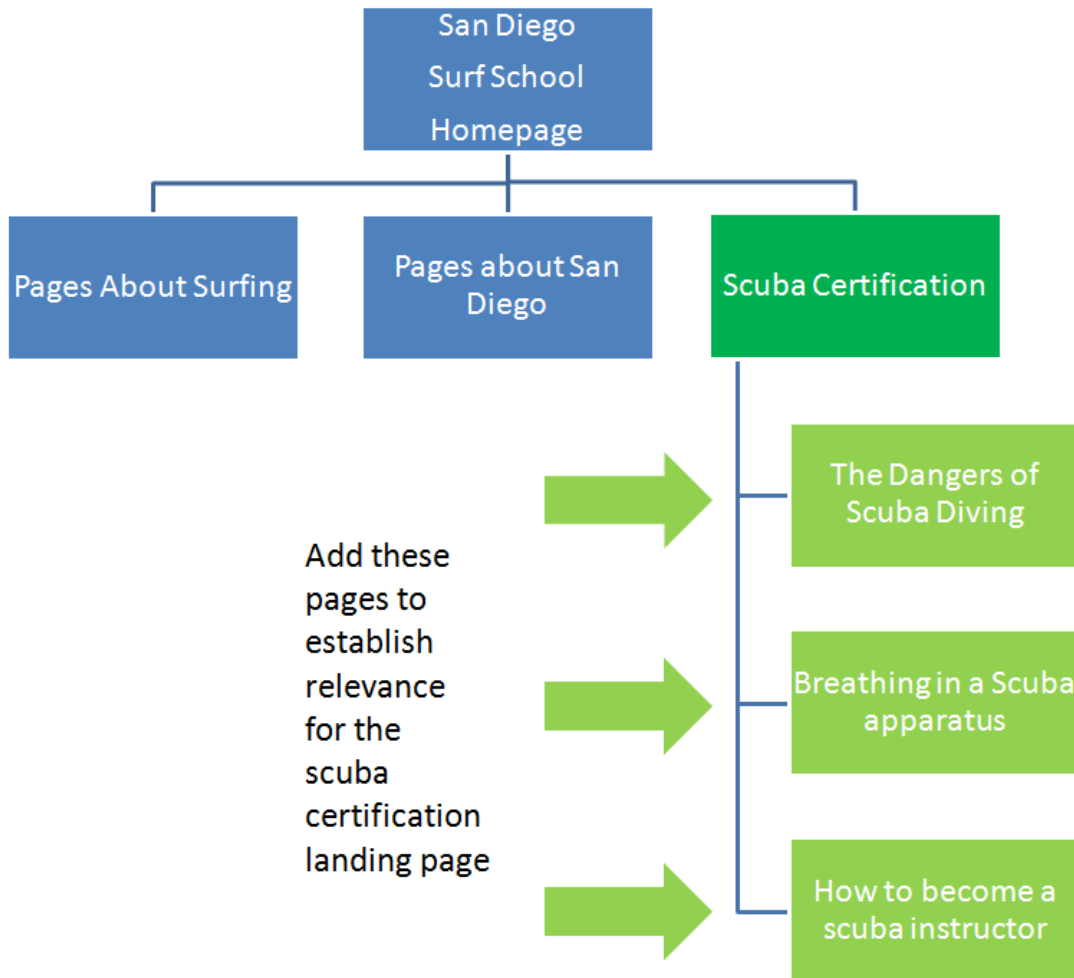 San Diego
Surf School
Homepage
Pages About Surfing
Pages about San
Diego
Scuba Certification
The Dangers of
Scuba Diving
Add these
pages to
establish
relevance
for the
scuba
certification
landing page
Breathing in a Scuba
apparatus
How to become a
scuba instructor